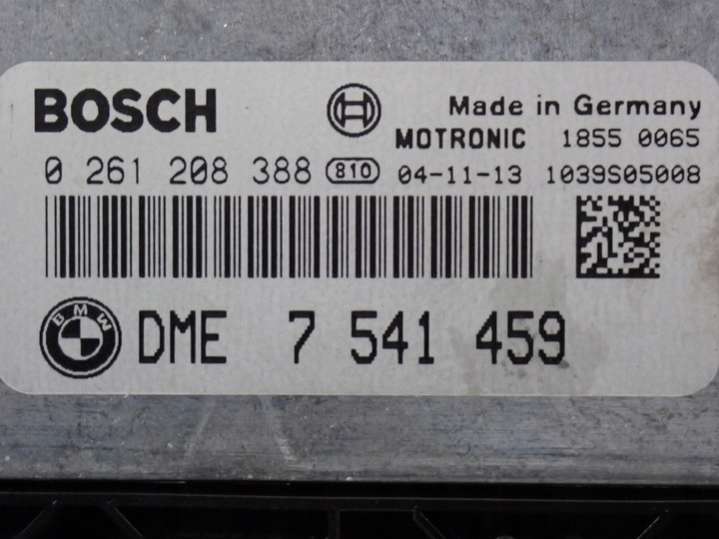 BOSCH Made in Germany
MOTRONIC 1855 0065
0 261 208 388 810 04-11-13 1039S05008
BMW DME 7 541 459